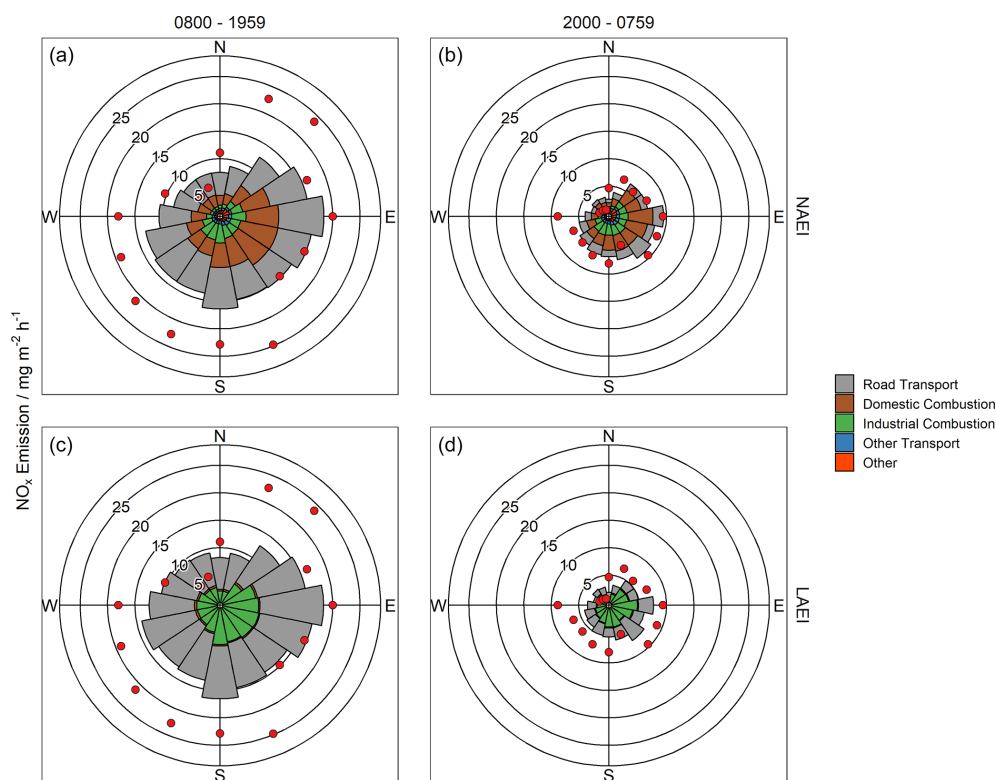 0800 - 1959
2000 - 0759
(a)
N
25
20
15
10
5
W
E
S
(b)
N
25
20
15
10
5
W
E
S
NAEI
NOx Emission / mg m⁻² h⁻¹
Road Transport
Domestic Combustion
Industrial Combustion
Other Transport
Other
(c)
N
25
20
15
10
5
W
E
S
(d)
N
25
20
15
10
5
W
E
S
LAEI